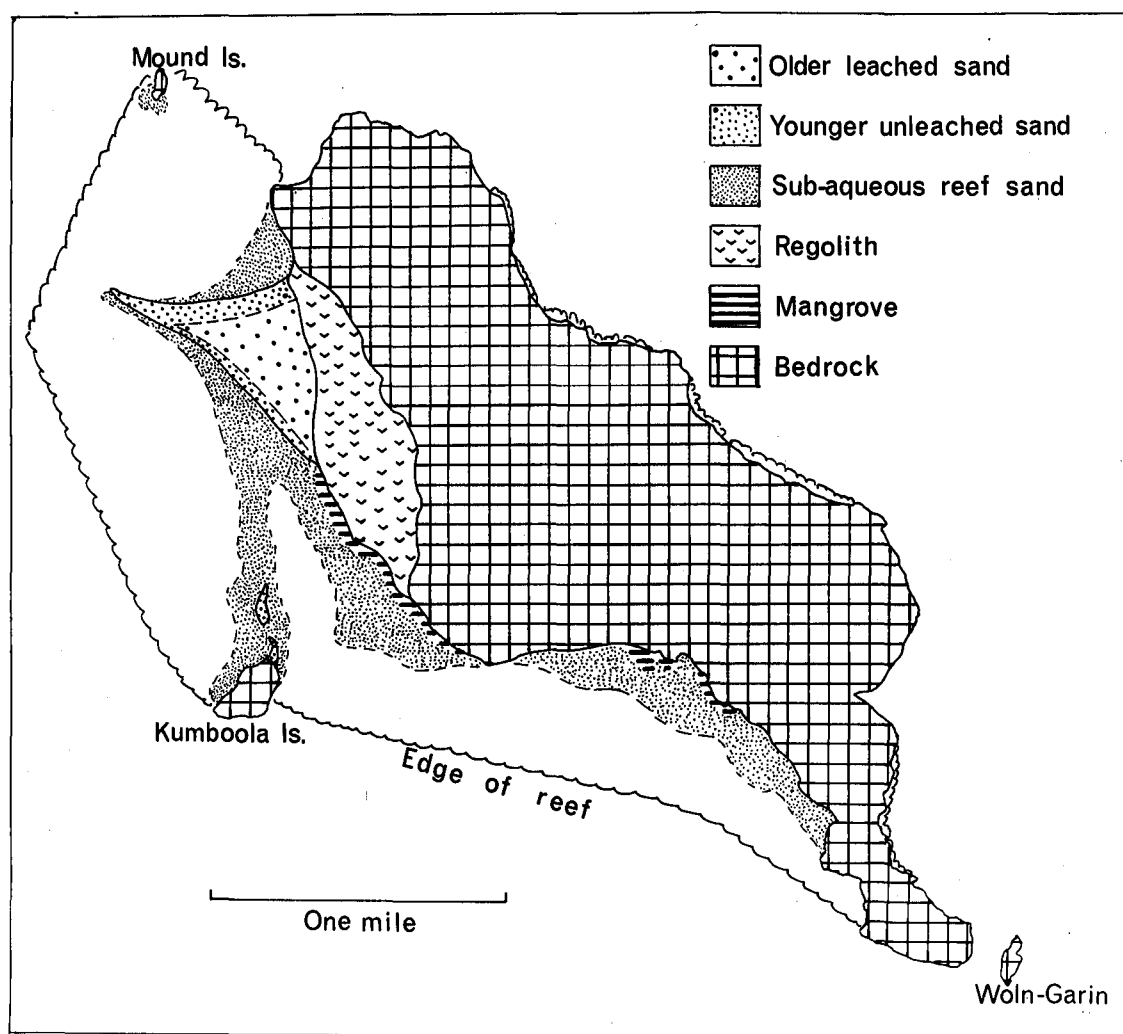 Mound Is.
Older leached sand
Younger unleached sand
Sub-aqueous reef sand
Regolith
Mangrove
Bedrock
Kumboola Is.
Edge of reef
One mile
Woln-Garin